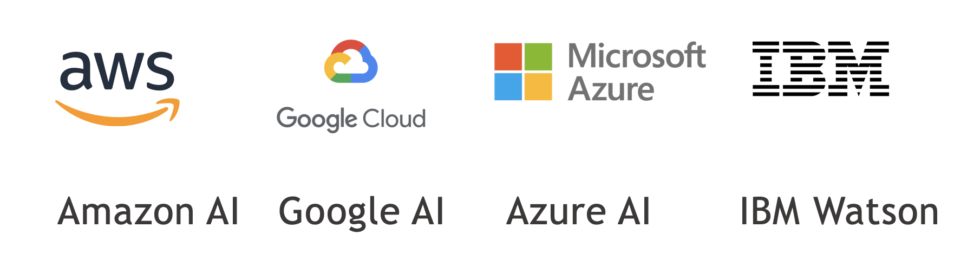 aws
Google Cloud
Microsoft
Azure
IBM
Amazon AI
Google AI
Azure AI
IBM Watson